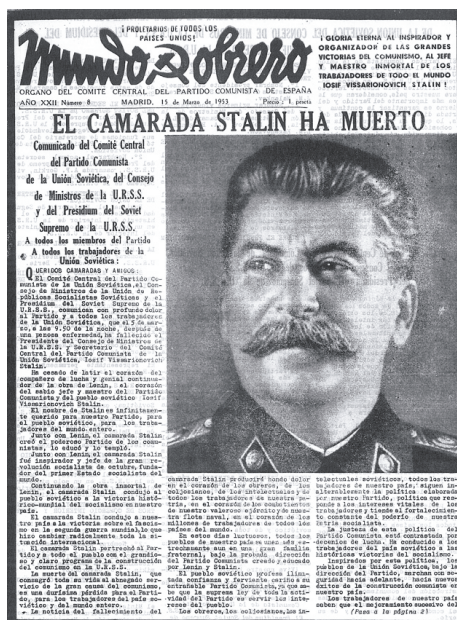 ¡PROLETARIOS DE TODOS LOS
PAISES UNIOS!
Mundo Obrero
ORGANO DEL COMITE CENTRAL DEL PARTIDO COMUNISTA DE ESPAÑA
AÑO XXII Número 8 MADRID, 15 de Marzo de 1953 Precio: 1 peseta
¡GLORIA ETERNA AL INSPIRADOR Y
ORGANIZADOR DE LAS GRANDES
VICTORIAS DEL COMUNISMO, AL JEFE
Y MAESTRO INMORTAL DE LOS
TRABAJADORES DE TODO EL MUNDO
IOSIF VISSARIONOVICH STALIN!
EL CAMARADA STALIN HA MUERTO
Comunicado del Comité Central
del Partido Comunista
de la Unión Soviética, del Consejo
de Ministros de la U.R.S.S.
y del Presidium del Soviet
Supremo de la U.R.S.S.
A todos los miembros del Partido
A todos los trabajadores de la
Unión Soviética:
QUERIDOS CAMARADAS Y AMIGOS:
El Comité Central del Partido Comunista
de la Unión Soviética, el Consejo
de Ministros de la Unión de Repúblicas
Socialistas Soviéticas y el
Presidium del Soviet Supremo de la
U.R.S.S., comunican con profundo dolor
al Partido y a todos los trabajadores
de la Unión Soviética, que el 5 de marzo,
a las 9,50 de la noche, después de
una penosa enfermedad, ha fallecido el
Presidente del Consejo de Ministros de
la U.R.S.S. y Secretario del Comité
Central del Partido Comunista de la
Unión Soviética, Iosif Vissarionovich
Stalin.
Ha cesado de latir el corazón del
compañero de lucha y genial continuador
de la obra de Lenin, el corazón
del sabio jefe y maestro del Partido
Comunista y del pueblo soviético Iosif
Vissarionovich Stalin.
El nombre de Stalin es infinitamente
querido para nuestro Partido, para
el pueblo soviético, para los trabajadores
del mundo entero.
Junto con Lenin, el camarada Stalin
creó el poderoso Partido de los comunistas,
lo educó y lo templó.
Junto con Lenin, el camarada Stalin
fué inspirador y jefe de la gran revolución
socialista de octubre, fundador
del primer Estado socialista del
mundo.
Continuando la obra inmortal de
Lenin, el camarada Stalin condujo al
pueblo soviético a la victoria histórico-mundial
del socialismo en nuestro
país.
El camarada Stalin condujo a nuestro
país a la victoria sobre el fascismo
en la segunda guerra mundial, lo que
hizo cambiar radicalmente toda la situación
internacional.
El camarada Stalin pertrechó al Partido
y a todo el pueblo con el grandioso
y claro programa de la construcción
del comunismo en la U.R.S.S.
La muerte del camarada Stalin, que
consagró toda su vida al abnegado servicio
de la gran causa del comunismo,
es una durísima pérdida para el Partido,
para los trabajadores del país soviético
y del mundo entero.
La noticia del fallecimiento del
camarada Stalin producirá hondo dolor
en el corazón de los obreros, de los
coljosianos, de los intelectuales y de
todos los trabajadores de nuestra patria,
en el corazón de los combatientes
de nuestro valeroso ejército y de nuestra
flota naval, en el corazón de los
millones de trabajadores de todos los
países del mundo.
En estos días luctuosos, todos los
pueblos de nuestro país se unen más estrechamente
aun en una gran familia
fraternal, bajo la probada dirección
del Partido Comunista creado y educado
por Lenin y Stalin.
El pueblo soviético profesa ilimitada
confianza y ferviente cariño a su
entrañable Partido Comunista, ya que sabe
que la suprema ley de toda la actividad
del Partido es servir los intereses
del pueblo.
Los obreros, los coljosianos, los intelectuales
soviéticos, todos los trabajadores
de nuestro país, siguen inalterablemente
la política elaborada
por nuestro Partido, política que responde
a los intereses vitales de los
trabajadores y tiende al fortalecimiento
constante del poderío de nuestra
patria socialista.
La justeza de esta política del
Partido Comunista está contrastada por
decenios de lucha. Ha conducido a los
trabajadores del país soviético a las
históricas victorias del socialismo.
Inspirados por esta política, los
pueblos de la Unión Soviética, bajo la
dirección del Partido, marchan con seguridad
hacia adelante, hacia nuevos
éxitos de la construcción comunista en
nuestro país.
Los trabajadores de nuestro país
saben que el mejoramiento sucesivo del
(Pasa a la página 2)